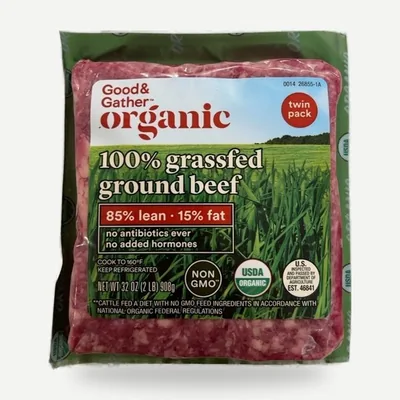 0014 26855-1A
Good&
Gather™
organic
twin
pack
100% grassfed
ground beef
85% lean · 15% fat
no antibiotics ever
no added hormones
COOK TO 160°F
KEEP REFRIGERATED
NET WT 32 OZ (2 LB) 908g
NON
GMO**
USDA
ORGANIC
U.S.
INSPECTED
AND PASSED BY
DEPARTMENT OF
AGRICULTURE
EST. 46841
**CATTLE FED A DIET WITH NO GMO FEED INGREDIENTS IN ACCORDANCE WITH
NATIONAL ORGANIC FEDERAL REGULATIONS